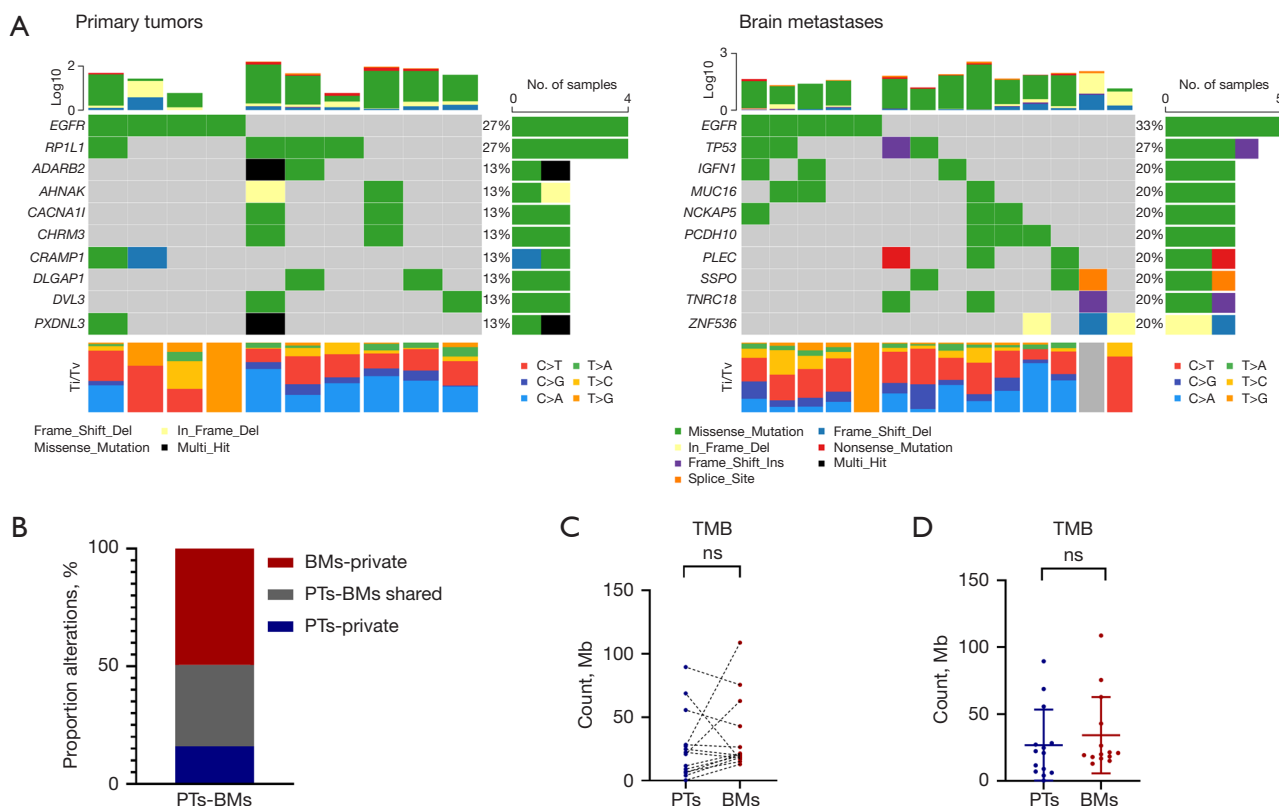 A
Primary tumors
2
0
Log10
No. of samples
0 4
EGFR 27%
RP1L1 27%
ADARB2 13%
AHNAK 13%
CACNA1I 13%
CHRM3 13%
CRAMP1 13%
DLGAP1 13%
DVL3 13%
PXDNL3 13%
Ti/Tv
C>T T>A
C>G T>C
C>A T>G
Frame_Shift_Del In_Frame_Del
Missense_Mutation Multi_Hit
Brain metastases
3
0
Log10
No. of samples
0 5
EGFR 33%
TP53 27%
IGFN1 20%
MUC16 20%
NCKAP5 20%
PCDH10 20%
PLEC 20%
SSPO 20%
TNRC18 20%
ZNF536 20%
Ti/Tv
C>T T>A
C>G T>C
C>A T>G
Missense_Mutation Frame_Shift_Del
In_Frame_Del Nonsense_Mutation
Frame_Shift_Ins Multi_Hit
Splice_Site
B
Proportion alterations, %
100
50
0
PTs-BMs
BMs-private
PTs-BMs shared
PTs-private
C
TMB
ns
Count, Mb
150
100
50
0
PTs BMs
D
TMB
ns
Count, Mb
150
100
50
0
PTs BMs